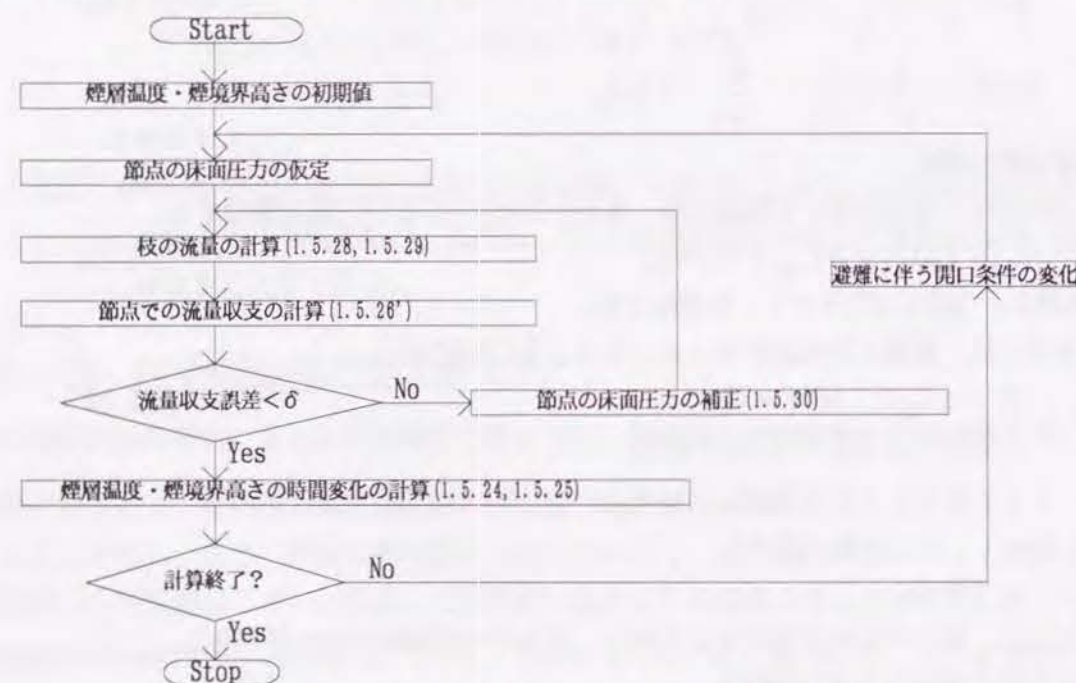 Start
煙層温度・煙境界高さの初期値
節点の床面圧力の仮定
枝の流量の計算(1.5.28,1.5.29)
避難に伴う開口条件の変化
節点での流量収支の計算(1.5.26')
流量収支誤差<δ
No
節点の床面圧力の補正(1.5.30)
Yes
煙層温度・煙境界高さの時間変化の計算(1.5.24,1.5.25)
計算終了?
No
Yes
Stop